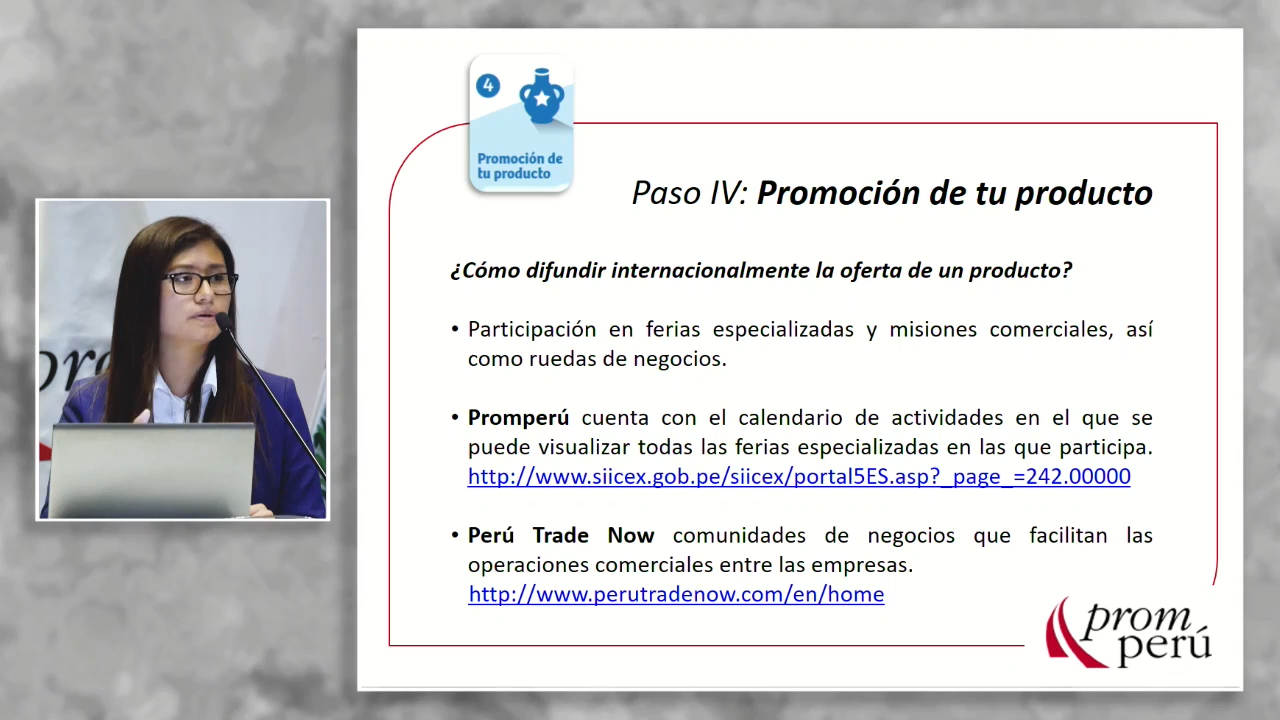 4
Promoción de
tu producto
Paso IV: Promoción de tu producto
¿Cómo difundir internacionalmente la oferta de un producto?
• Participación en ferias especializadas y misiones comerciales, así
como ruedas de negocios.
• Promperú cuenta con el calendario de actividades en el que se
puede visualizar todas las ferias especializadas en las que participa.
http://www.siicex.gob.pe/siicex/portal5ES.asp?_page_=242.00000
• Perú Trade Now comunidades de negocios que facilitan las
operaciones comerciales entre las empresas.
http://www.perutradenow.com/en/home
prom
perú